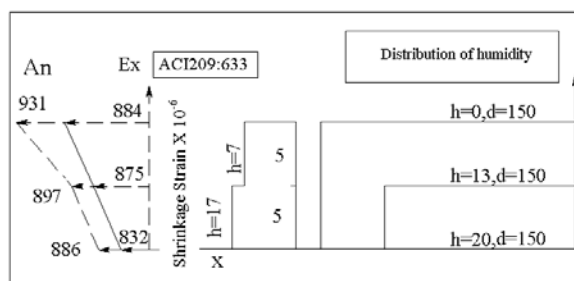 An
Ex
ACI209:633
Distribution of humidity
931
884
h=0,d=150
Shrinkage Strain X 10-6
h=7
5
875
h=13,d=150
897
h=17
5
832
h=20,d=150
886
X